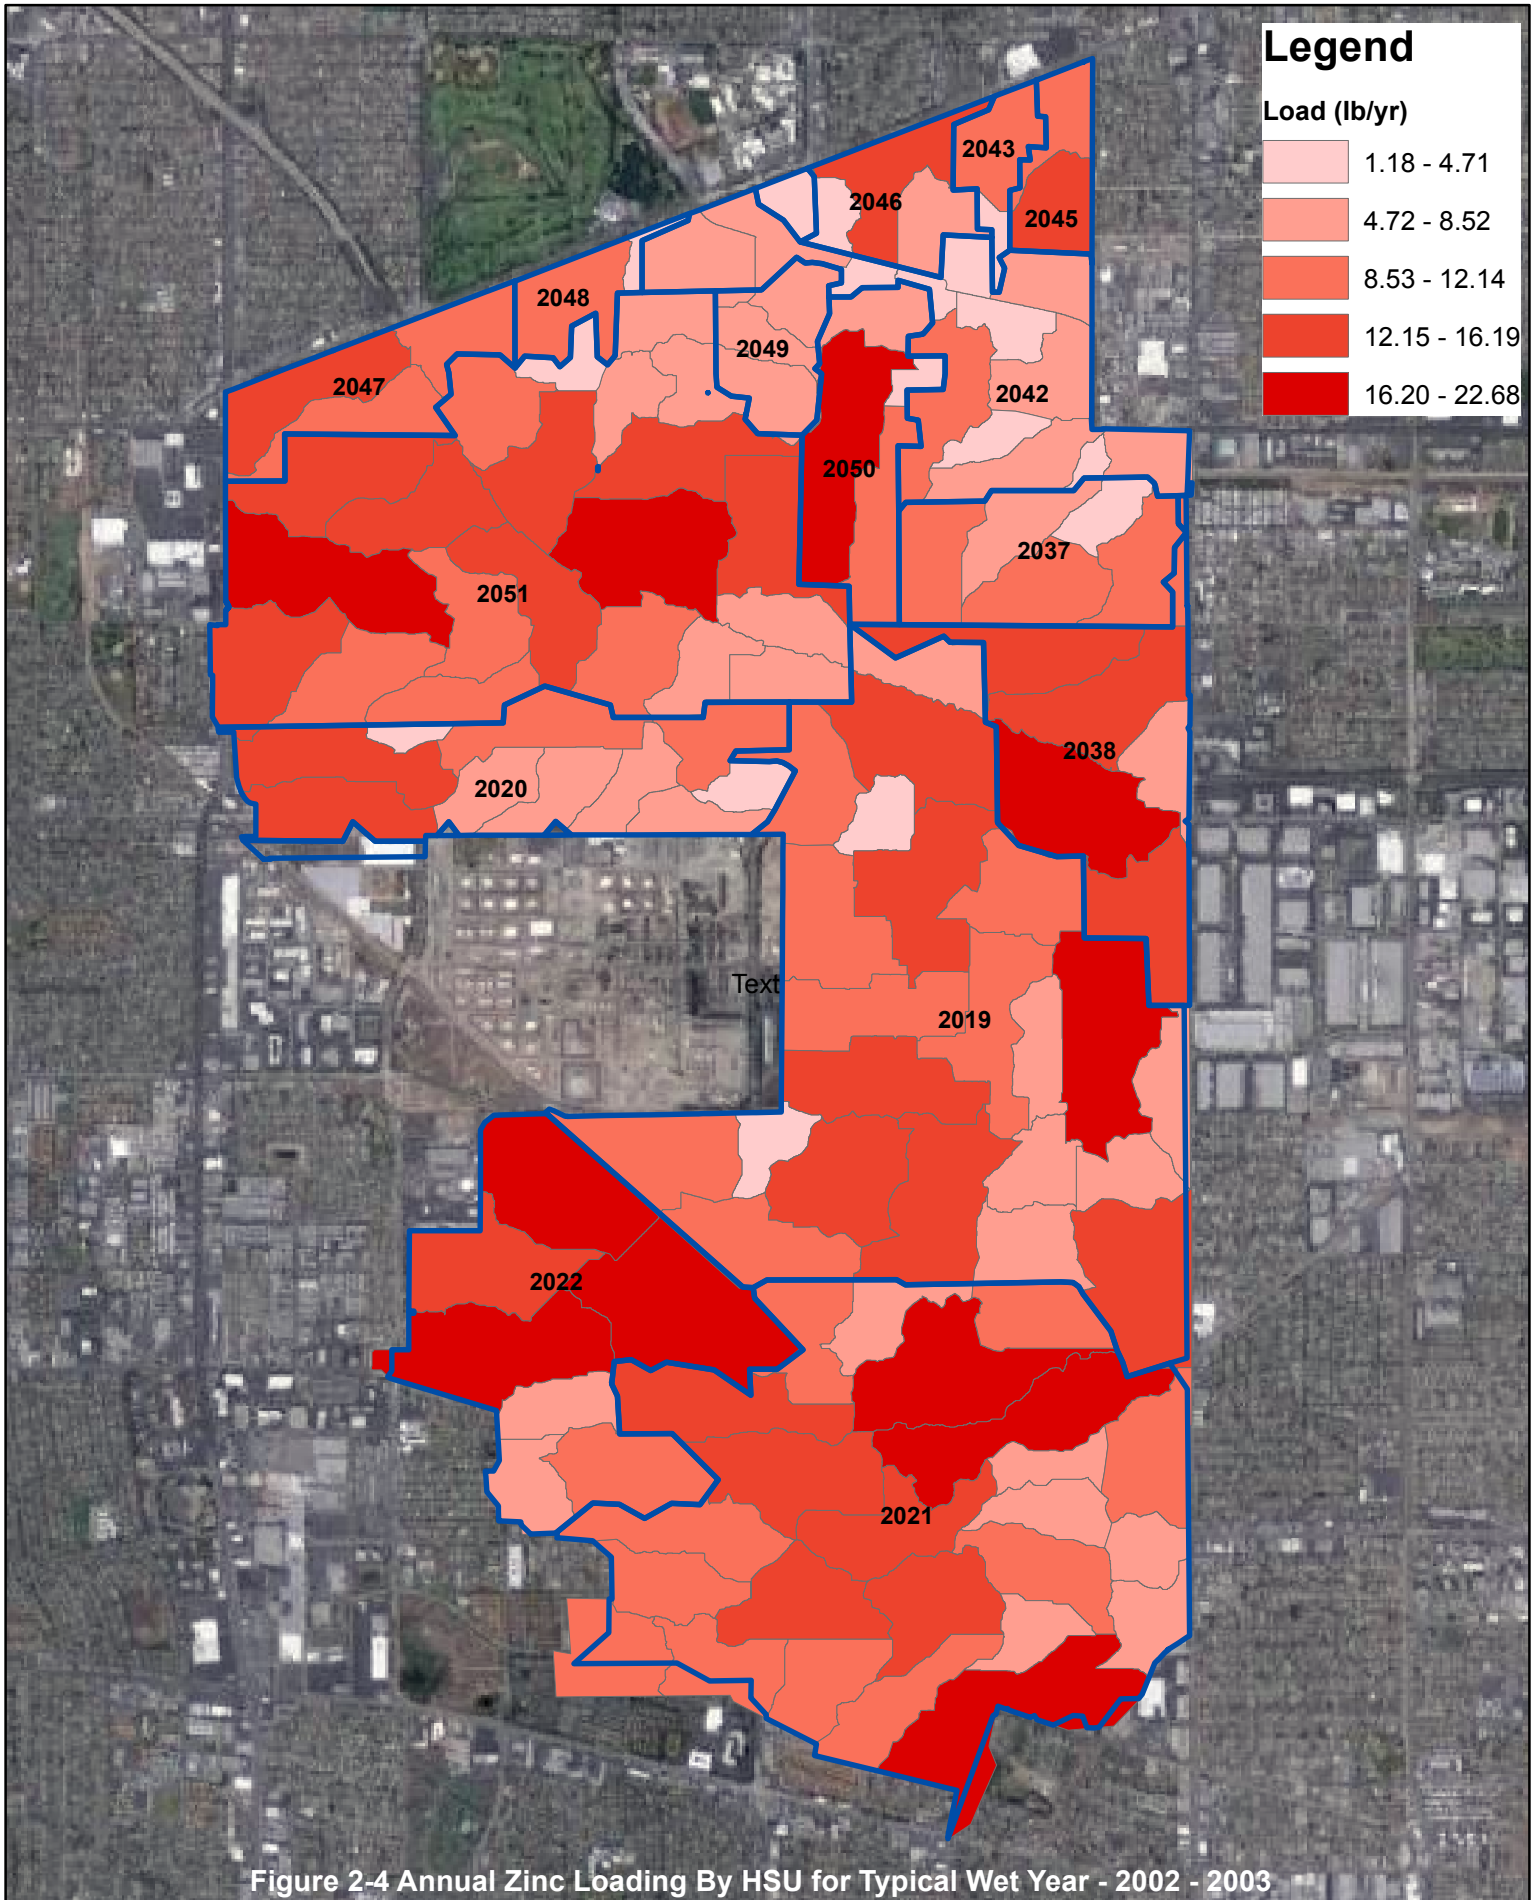 Legend
Load (lb/yr)
1.18 - 4.71
4.72 - 8.52
8.53 - 12.14
12.15 - 16.19
16.20 - 22.68
2043
2046
2045
2048
2049
2047
2042
2050
2037
2051
2038
2020
Text
2019
2022
2021
Figure 2-4 Annual Zinc Loading By HSU for Typical Wet Year - 2002 - 2003